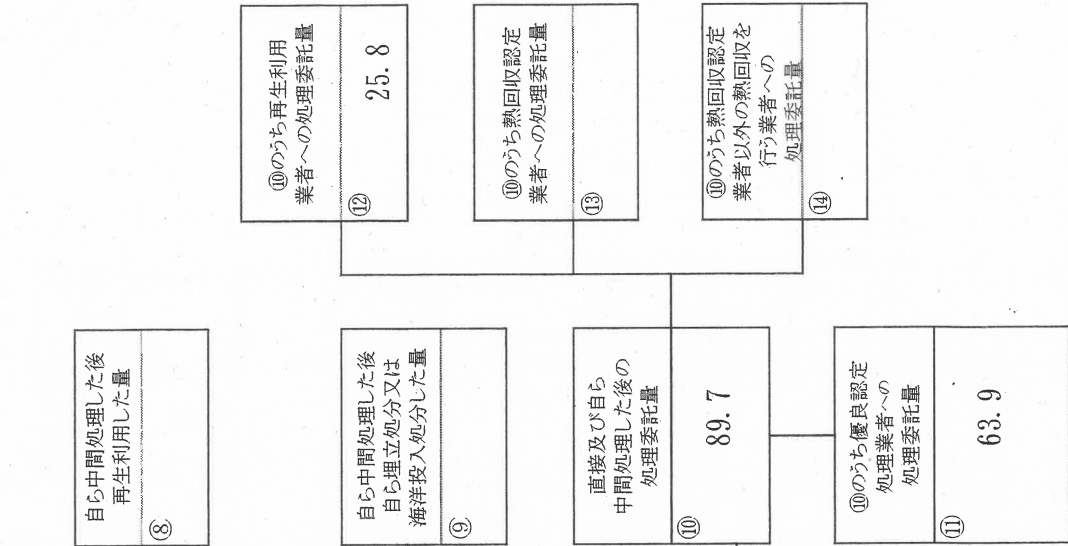 自ら中間処理した後
再生利用した量
⑧
自ら中間処理した後
自ら埋立処分又は
海洋投入処分した量
⑨
直接及び自ら
中間処理した後の
処理委託量
⑩
89.7
⑩のうち優良認定
処理業者への
処理委託量
⑪
63.9
⑩のうち再生利用
業者への処理委託量
⑫
25.8
⑩のうち熱回収認定
業者への処理委託量
⑬
⑩のうち熱回収認定
業者以外の熱回収を
行う業者への
処理委託量
⑭